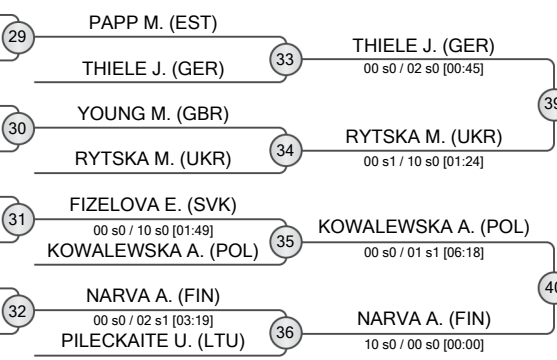 29
PAPP M. (EST)
THIELE J. (GER)
33
THIELE J. (GER)
00 s0 / 02 s0 [00:45]
39
30
YOUNG M. (GBR)
RYTSKA M. (UKR)
34
RYTSKA M. (UKR)
00 s1 / 10 s0 [01:24]
31
FIZELOVA E. (SVK)
00 s0 / 10 s0 [01:49]
KOWALEWSKA A. (POL)
35
KOWALEWSKA A. (POL)
00 s0 / 01 s1 [06:18]
40
32
NARVA A. (FIN)
00 s0 / 02 s1 [03:19]
PILECKAITE U. (LTU)
36
NARVA A. (FIN)
10 s0 / 00 s0 [00:00]